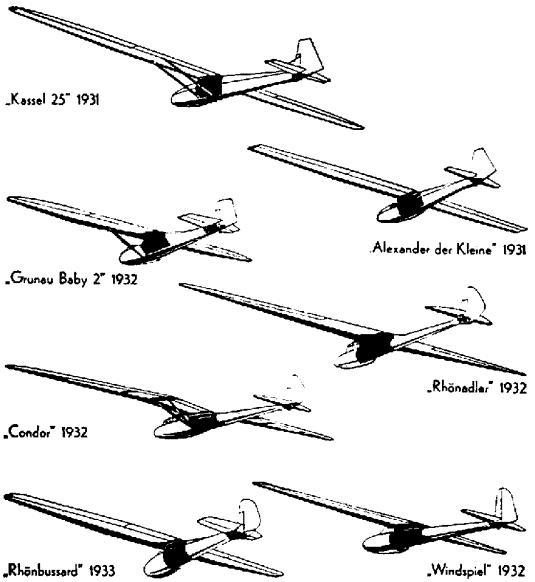 „Kassel 25" 1931
„Alexander der Kleine" 1931
„Grunau Baby 2" 1932
„Rhönadler" 1932
„Condor" 1932
„Rhönbussard" 1933
„Windspiel" 1932